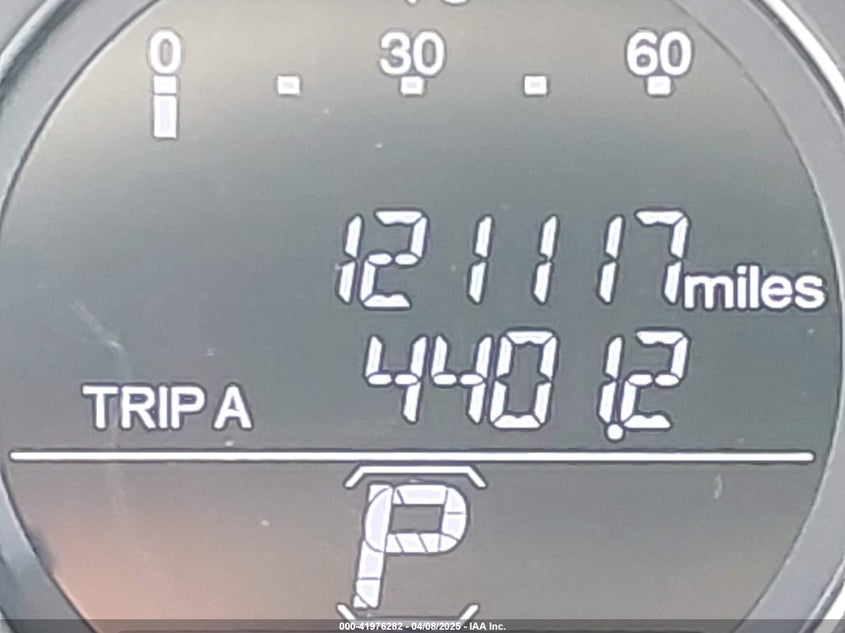 0 30 60
121117 miles
TRIP A 4401.2
P
000-41976282 - 04/08/2025 - IAA Inc.